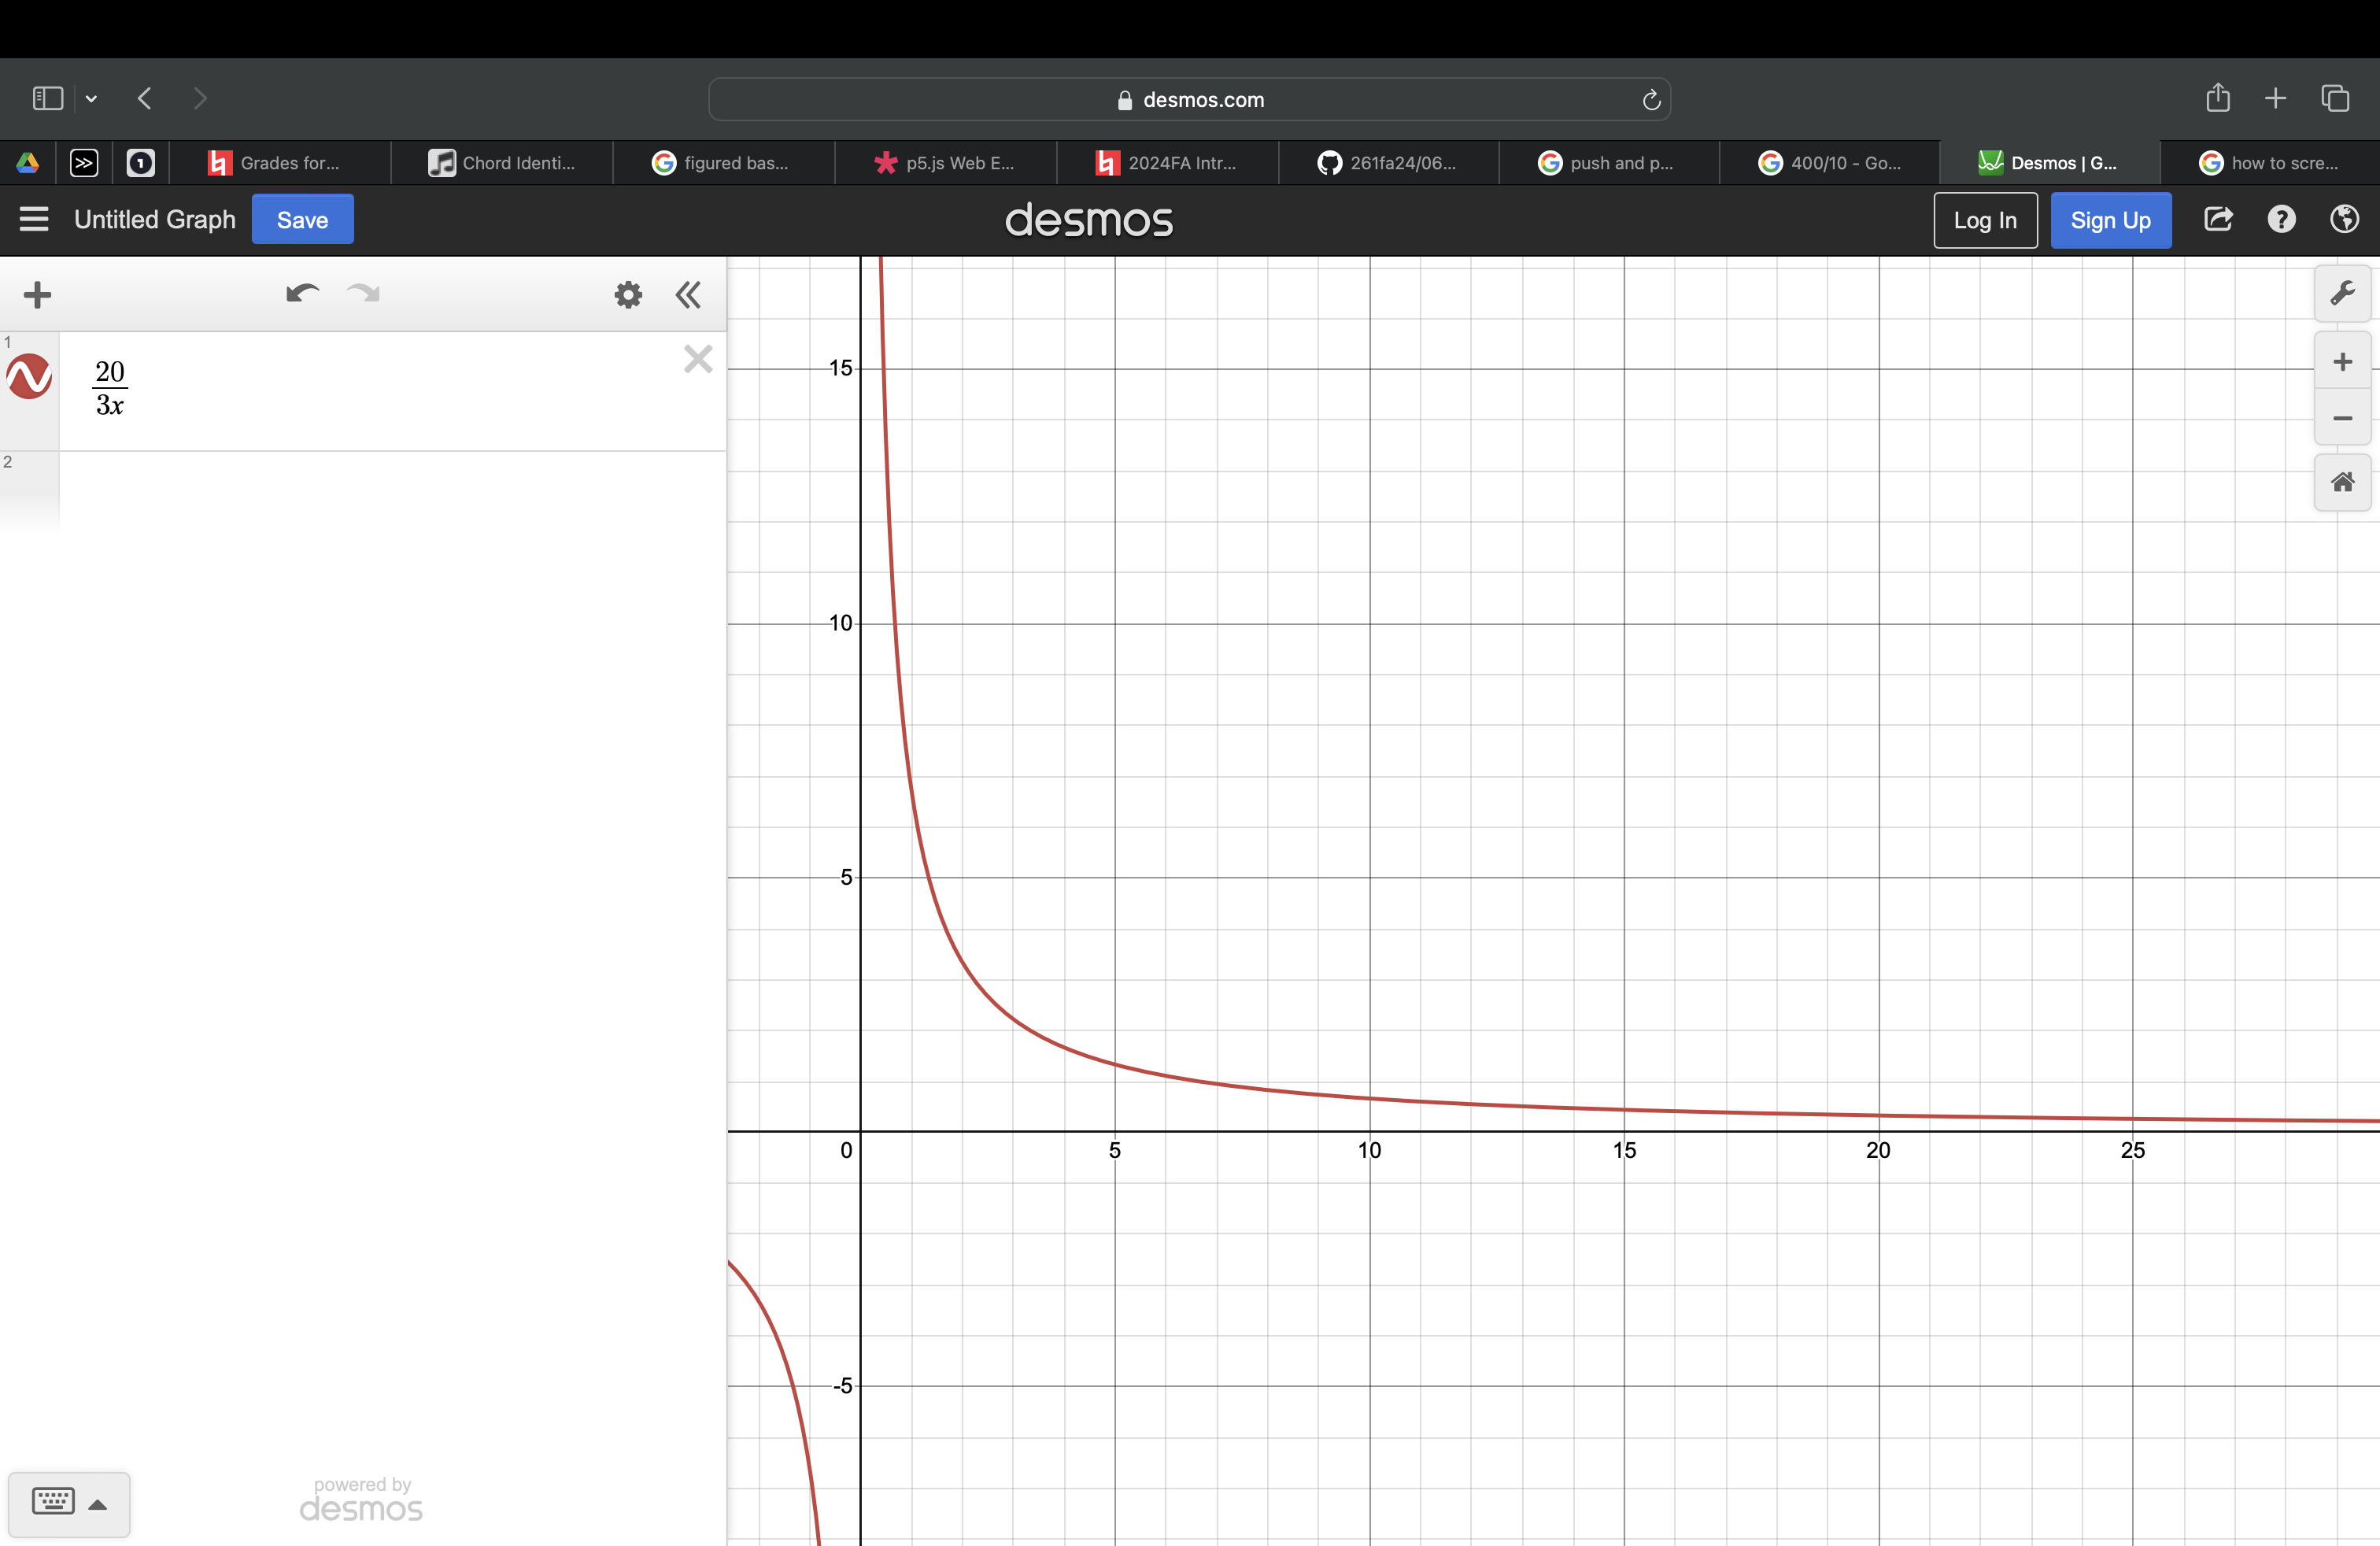 desmos.com
Grades for...
Chord Identi...
figured bas...
p5.js Web E...
2024FA Intr...
261fa24/06...
push and p...
400/10 - Go...
Desmos | G...
how to scre...
Untitled Graph
Save
desmos
Log In
Sign Up
1
20
3x
2
15
10
5
0
5
10
15
20
25
-5
powered by
desmos